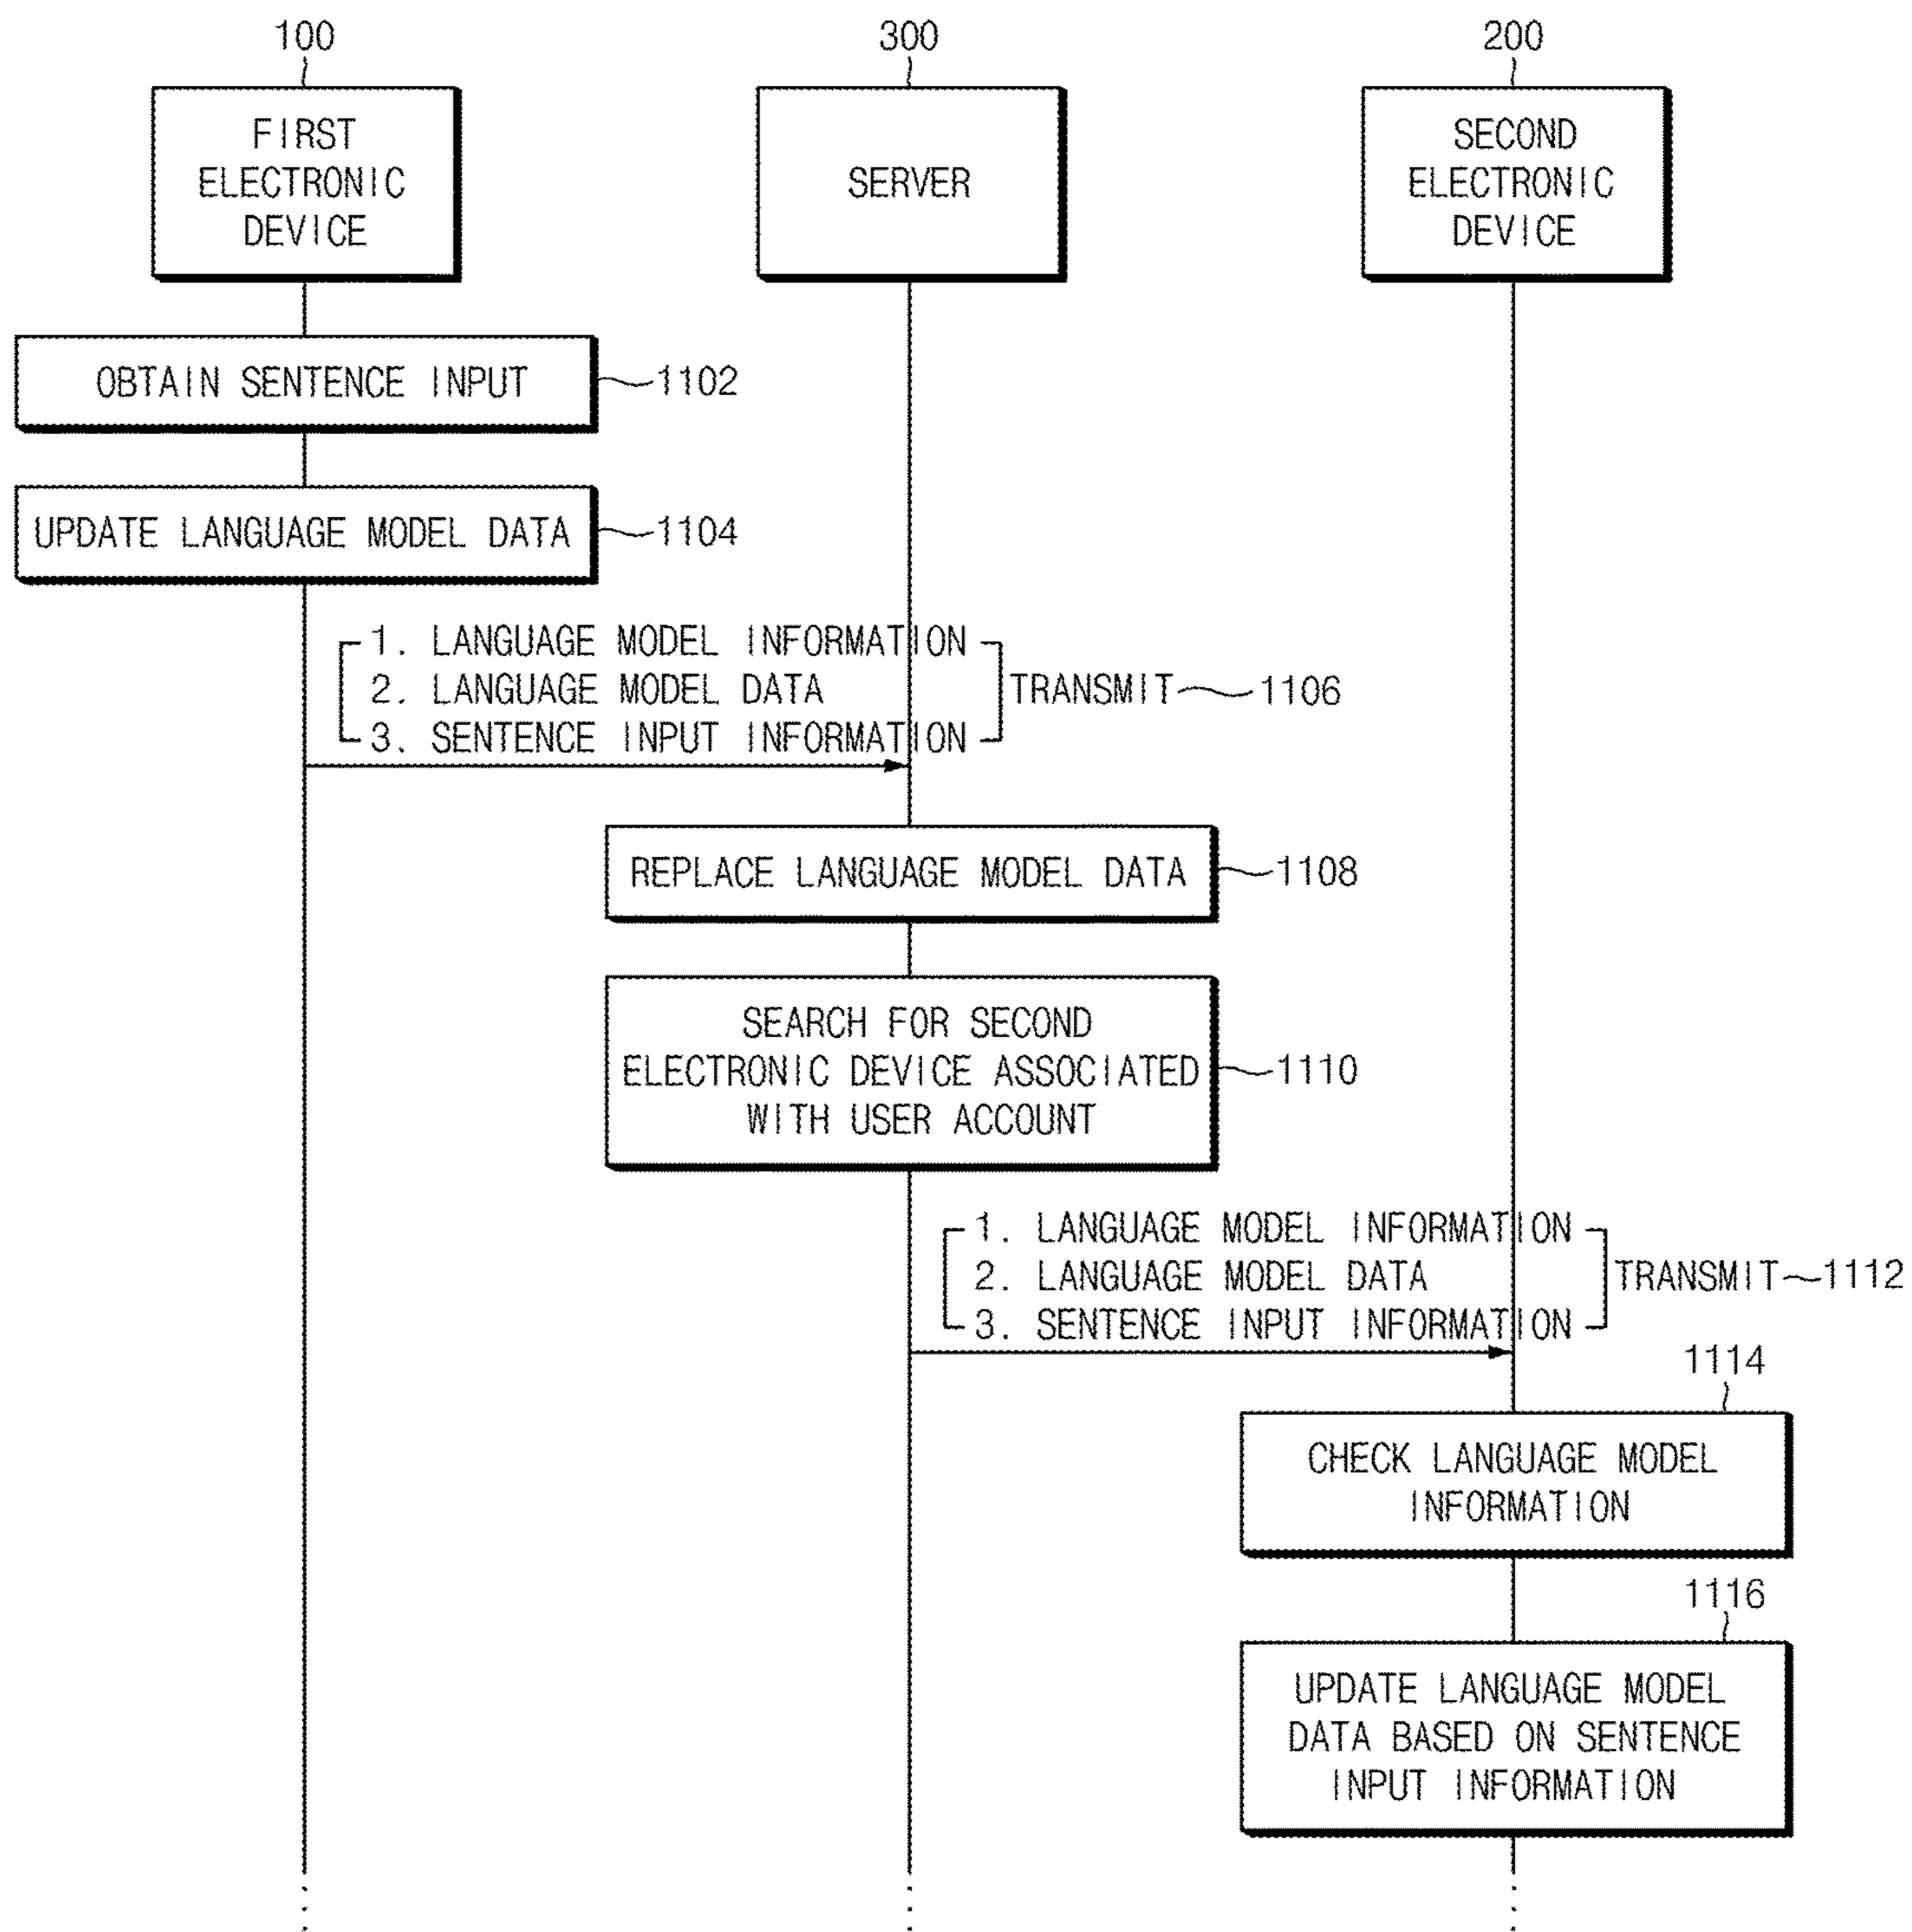 100
300
200
FIRST
ELECTRONIC
DEVICE
SERVER
SECOND
ELECTRONIC
DEVICE
OBTAIN SENTENCE INPUT
1102
UPDATE LANGUAGE MODEL DATA
1104
1. LANGUAGE MODEL INFORMATION
2. LANGUAGE MODEL DATA
3. SENTENCE INPUT INFORMATION
TRANSMIT
1106
REPLACE LANGUAGE MODEL DATA
1108
SEARCH FOR SECOND
ELECTRONIC DEVICE ASSOCIATED
WITH USER ACCOUNT
1110
1. LANGUAGE MODEL INFORMATION
2. LANGUAGE MODEL DATA
3. SENTENCE INPUT INFORMATION
TRANSMIT
1112
1114
CHECK LANGUAGE MODEL
INFORMATION
1116
UPDATE LANGUAGE MODEL
DATA BASED ON SENTENCE
INPUT INFORMATION